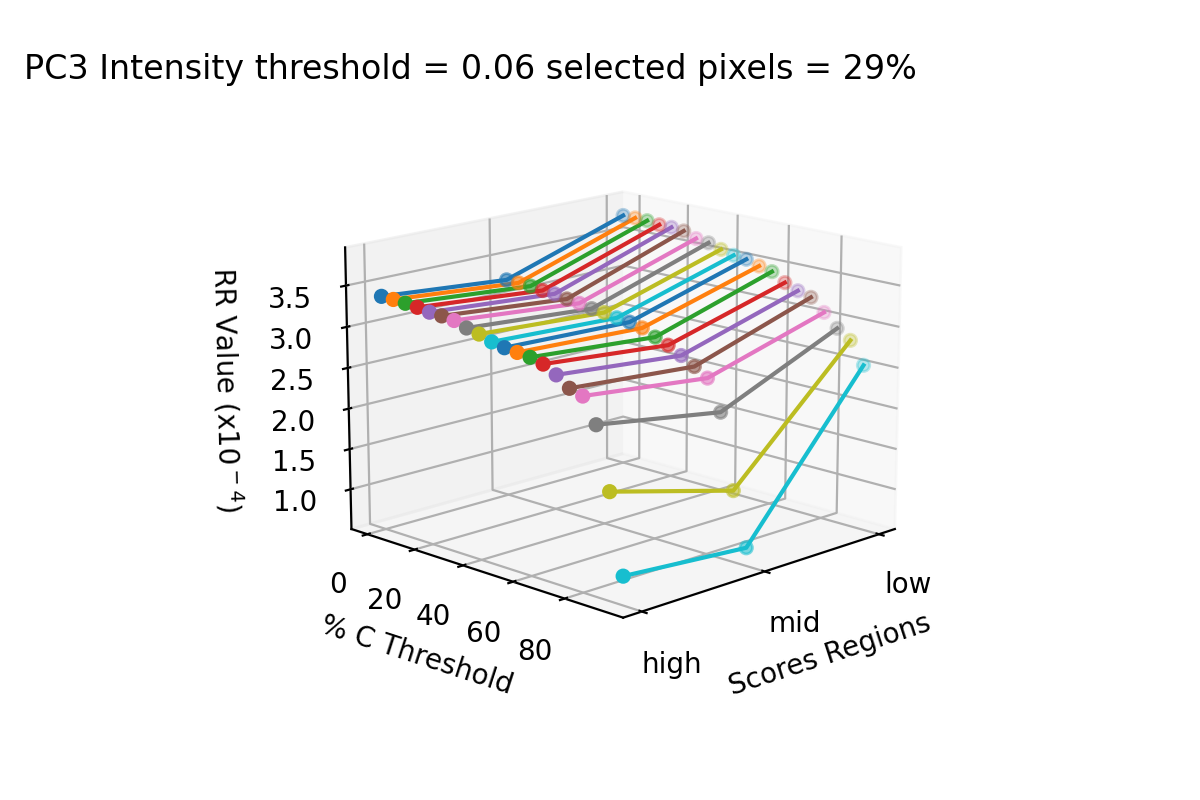 PC3 Intensity threshold = 0.06 selected pixels = 29%
RR Value (x10⁻⁴)
3.5
3.0
2.5
2.0
1.5
1.0
0
20
40
60
80
% C Threshold
high
mid
low
Scores Regions